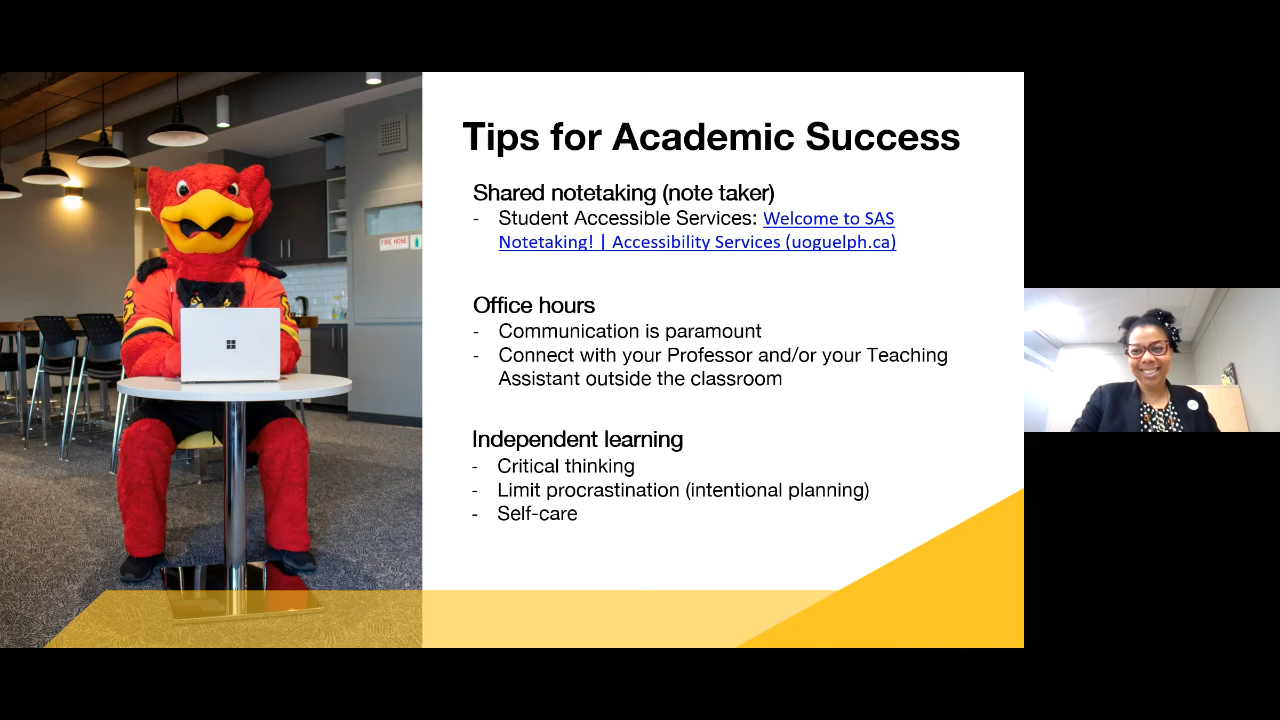 Tips for Academic Success
Shared notetaking (note taker)
- Student Accessible Services: Welcome to SAS
Notetaking! | Accessibility Services (uoguelph.ca)
Office hours
- Communication is paramount
- Connect with your Professor and/or your Teaching
Assistant outside the classroom
Independent learning
- Critical thinking
- Limit procrastination (intentional planning)
- Self-care
FIRE HOSE